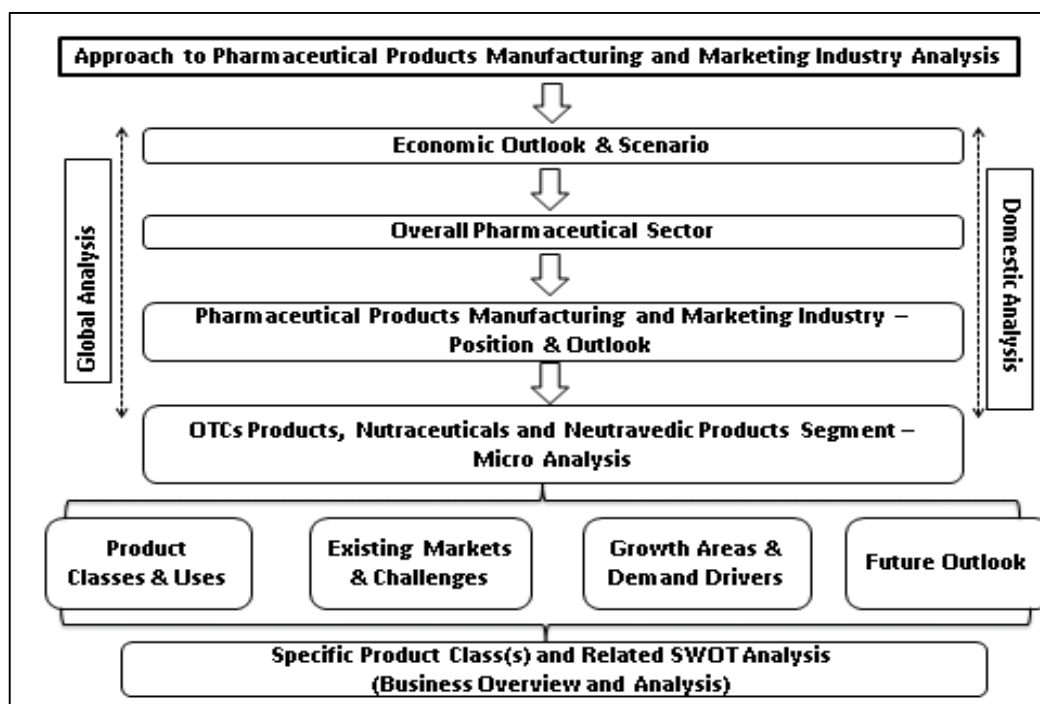 Approach to Pharmaceutical Products Manufacturing and Marketing Industry Analysis
Economic Outlook & Scenario
Overall Pharmaceutical Sector
Pharmaceutical Products Manufacturing and Marketing Industry –
Position & Outlook
OTCs Products, Nutraceuticals and Neutravedic Products Segment –
Micro Analysis
Global Analysis
Domestic Analysis
Product
Classes & Uses
Existing Markets
& Challenges
Growth Areas &
Demand Drivers
Future Outlook
Specific Product Class(s) and Related SWOT Analysis
(Business Overview and Analysis)